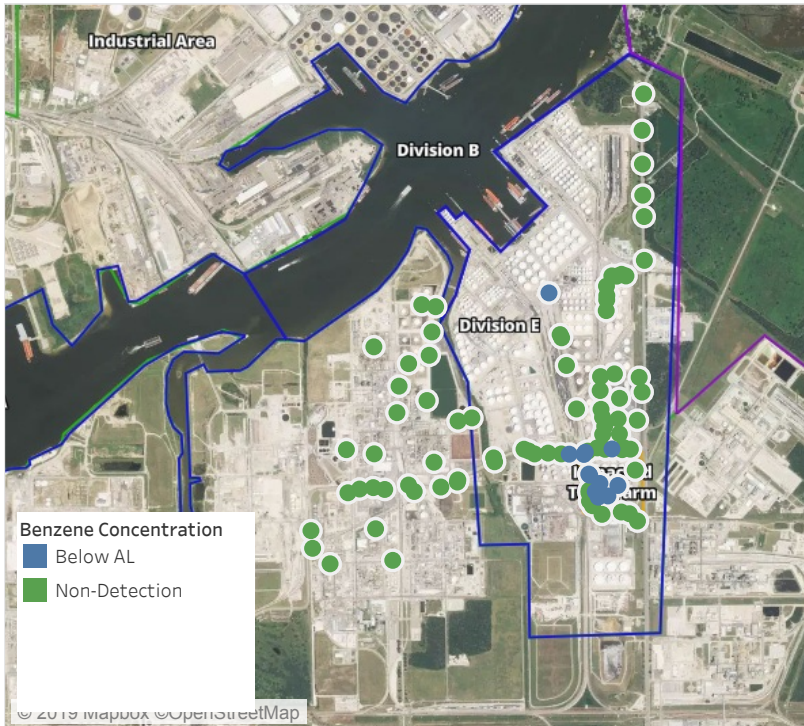 Industrial Area
Division B
Division E
Benzene Concentration
Below AL
Non-Detection
© 2019 Mapbox ©OpenStreetMap